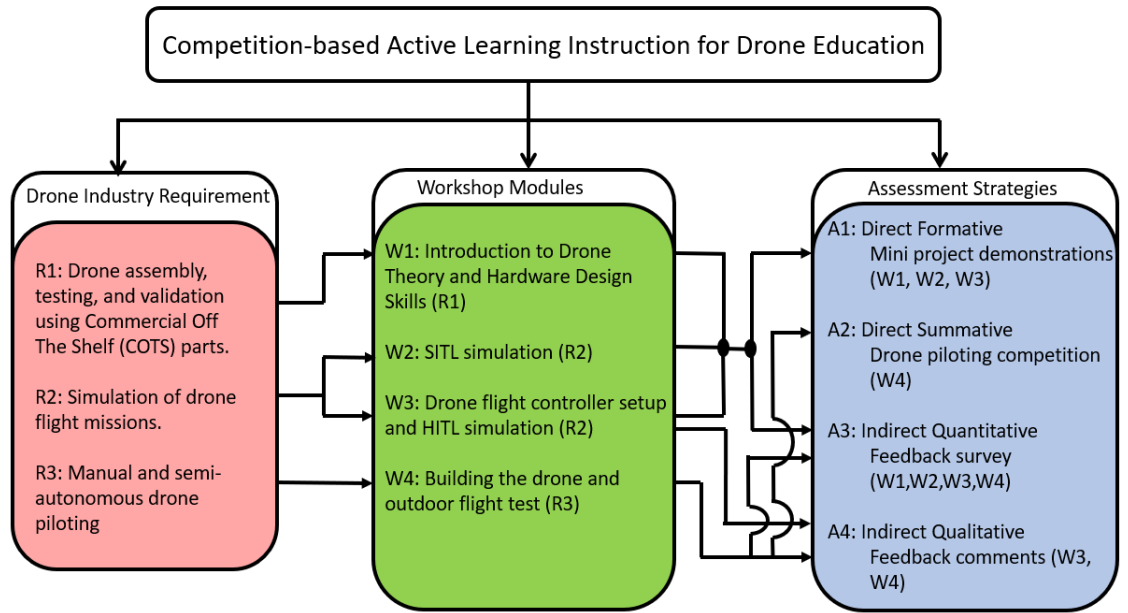 Competition-based Active Learning Instruction for Drone Education
Drone Industry Requirement
R1: Drone assembly,
testing, and validation
using Commercial Off
The Shelf (COTS) parts.
R2: Simulation of drone
flight missions.
R3: Manual and semi-
autonomous drone
piloting
Workshop Modules
W1: Introduction to Drone
Theory and Hardware Design
Skills (R1)
W2: SITL simulation (R2)
W3: Drone flight controller setup
and HITL simulation (R2)
W4: Building the drone and
outdoor flight test (R3)
Assessment Strategies
A1: Direct Formative
Mini project demonstrations
(W1, W2, W3)
A2: Direct Summative
Drone piloting competition
(W4)
A3: Indirect Quantitative
Feedback survey
(W1,W2,W3,W4)
A4: Indirect Qualitative
Feedback comments (W3,
W4)